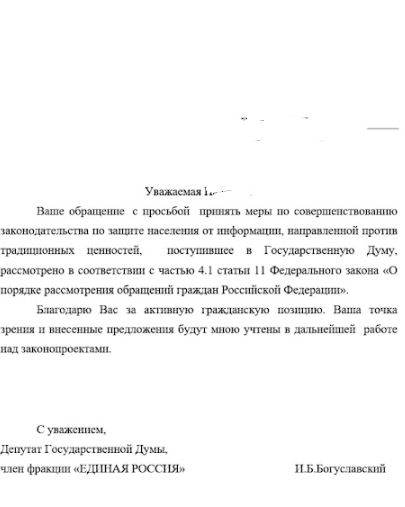 Уважаемая
Ваше обращение с просьбой принять меры по совершенствованию
законодательства по защите населения от информации, направленной против
традиционных ценностей, поступившее в Государственную Думу,
рассмотрено в соответствии с частью 4.1 статьи 11 Федерального закона «О
порядке рассмотрения обращений граждан Российской Федерации».
Благодарю Вас за активную гражданскую позицию. Ваша точка
зрения и внесенные предложения будут мною учтены в дальнейшей работе
над законопроектами.
С уважением,
Депутат Государственной Думы,
член фракции «ЕДИНАЯ РОССИЯ» И.Б.Богуславский